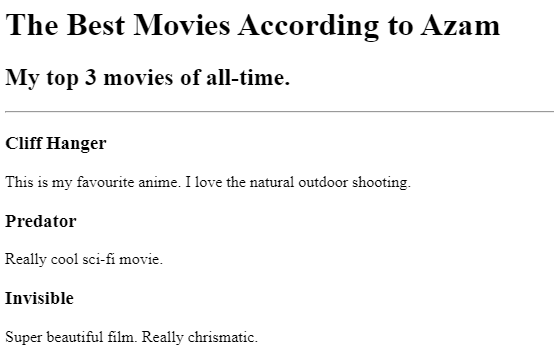 The Best Movies According to Azam
My top 3 movies of all-time.
Cliff Hanger
This is my favourite anime. I love the natural outdoor shooting.
Predator
Really cool sci-fi movie.
Invisible
Super beautiful film. Really chrismatic.